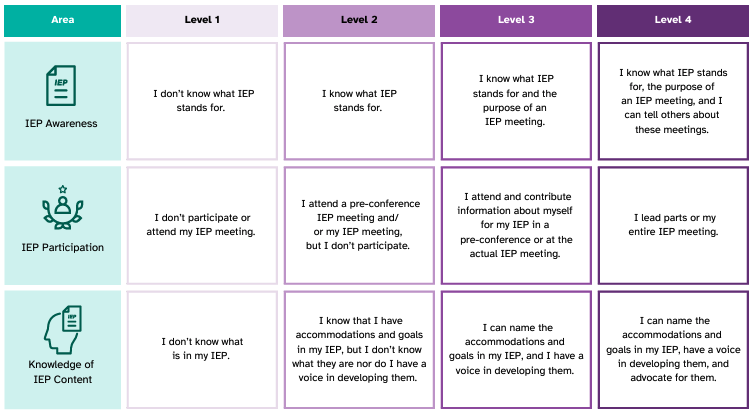 Area
Level 1
Level 2
Level 3
Level 4
IEP
IEP Awareness
I don't know what IEP
stands for.
I know what IEP
stands for.
I know what IEP
stands for and the
purpose of an
IEP meeting.
I know what IEP stands
for, the purpose of
an IEP meeting, and I
can tell others about
these meetings.
IEP Participation
I don't participate or
attend my IEP meeting.
I attend a pre-conference
IEP meeting and/
or my IEP meeting,
but I don't participate.
I attend and contribute
information about myself
for my IEP in a
pre-conference or at the
actual IEP meeting.
I lead parts or my
entire IEP meeting.
IEP
Knowledge of
IEP Content
I don't know what
is in my IEP.
I know that I have
accommodations and goals
in my IEP, but I don't know
what they are nor do I have a
voice in developing them.
I can name the
accommodations and
goals in my IEP, and I have a
voice in developing them.
I can name the
accommodations and
goals in my IEP, have a voice
in developing them, and
advocate for them.